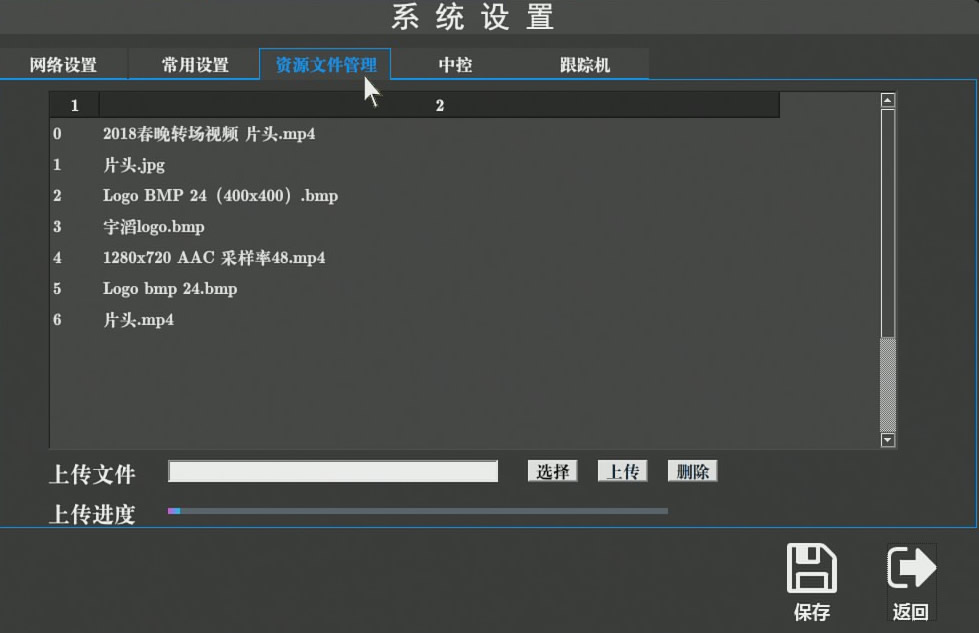 系统设置
网络设置 常用设置 资源文件管理 中控 跟踪机
1 2
0 2018春晚转场视频 片头.mp4
1 片头.jpg
2 Logo BMP 24（400x400）.bmp
3 宇滔logo.bmp
4 1280x720 AAC 采样率48.mp4
5 Logo bmp 24.bmp
6 片头.mp4
上传文件 选择 上传 删除
上传进度
保存 返回